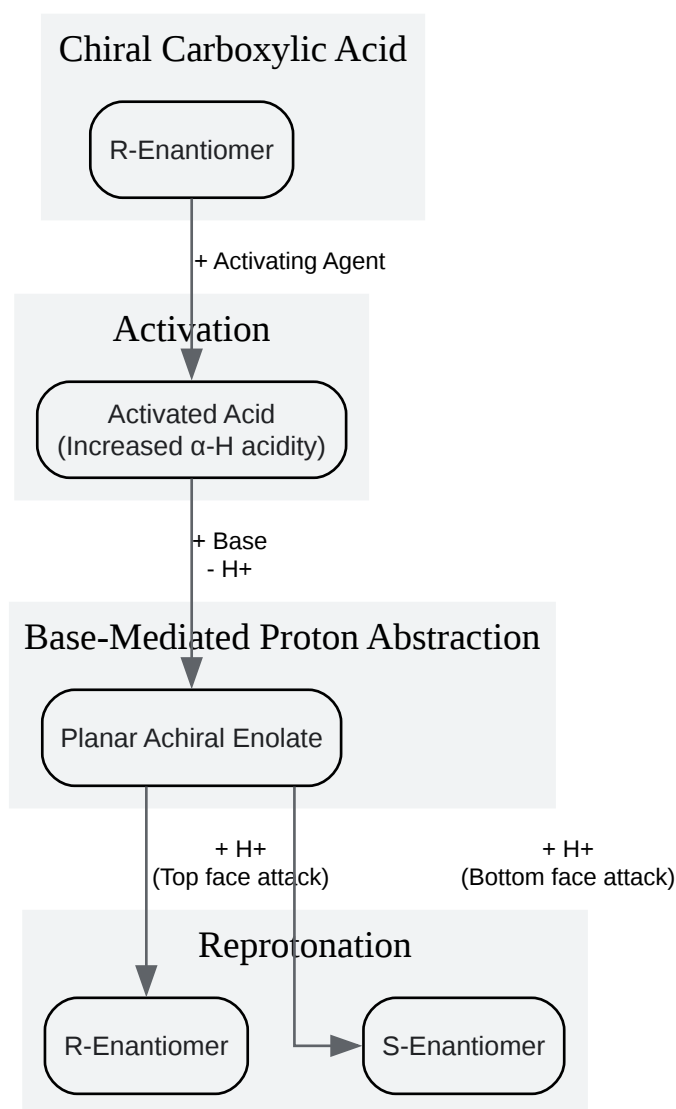 Chiral Carboxylic Acid
R-Enantiomer
+ Activating Agent
Activation
Activated Acid
(Increased α-H acidity)
+ Base
- H+
Base-Mediated Proton Abstraction
Planar Achiral Enolate
+ H+
(Top face attack)
+ H+
(Bottom face attack)
Reprotonation
R-Enantiomer
S-Enantiomer